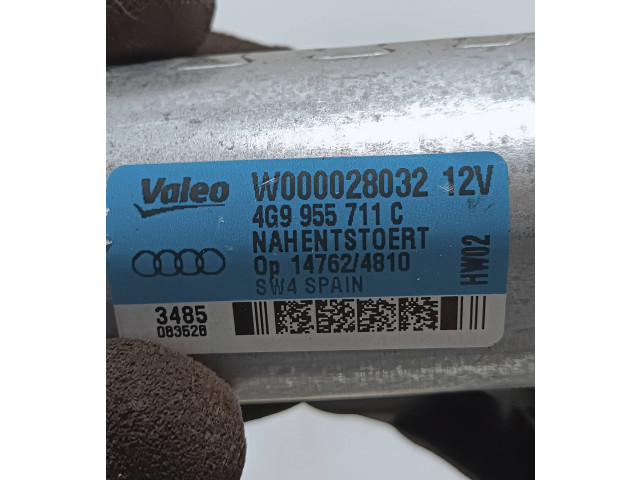 Valeo W000028032 12V
4G9 955 711 C
NAHENTSTOERT
Op 14762/4810
SW4 SPAIN
HW02
3485
083528